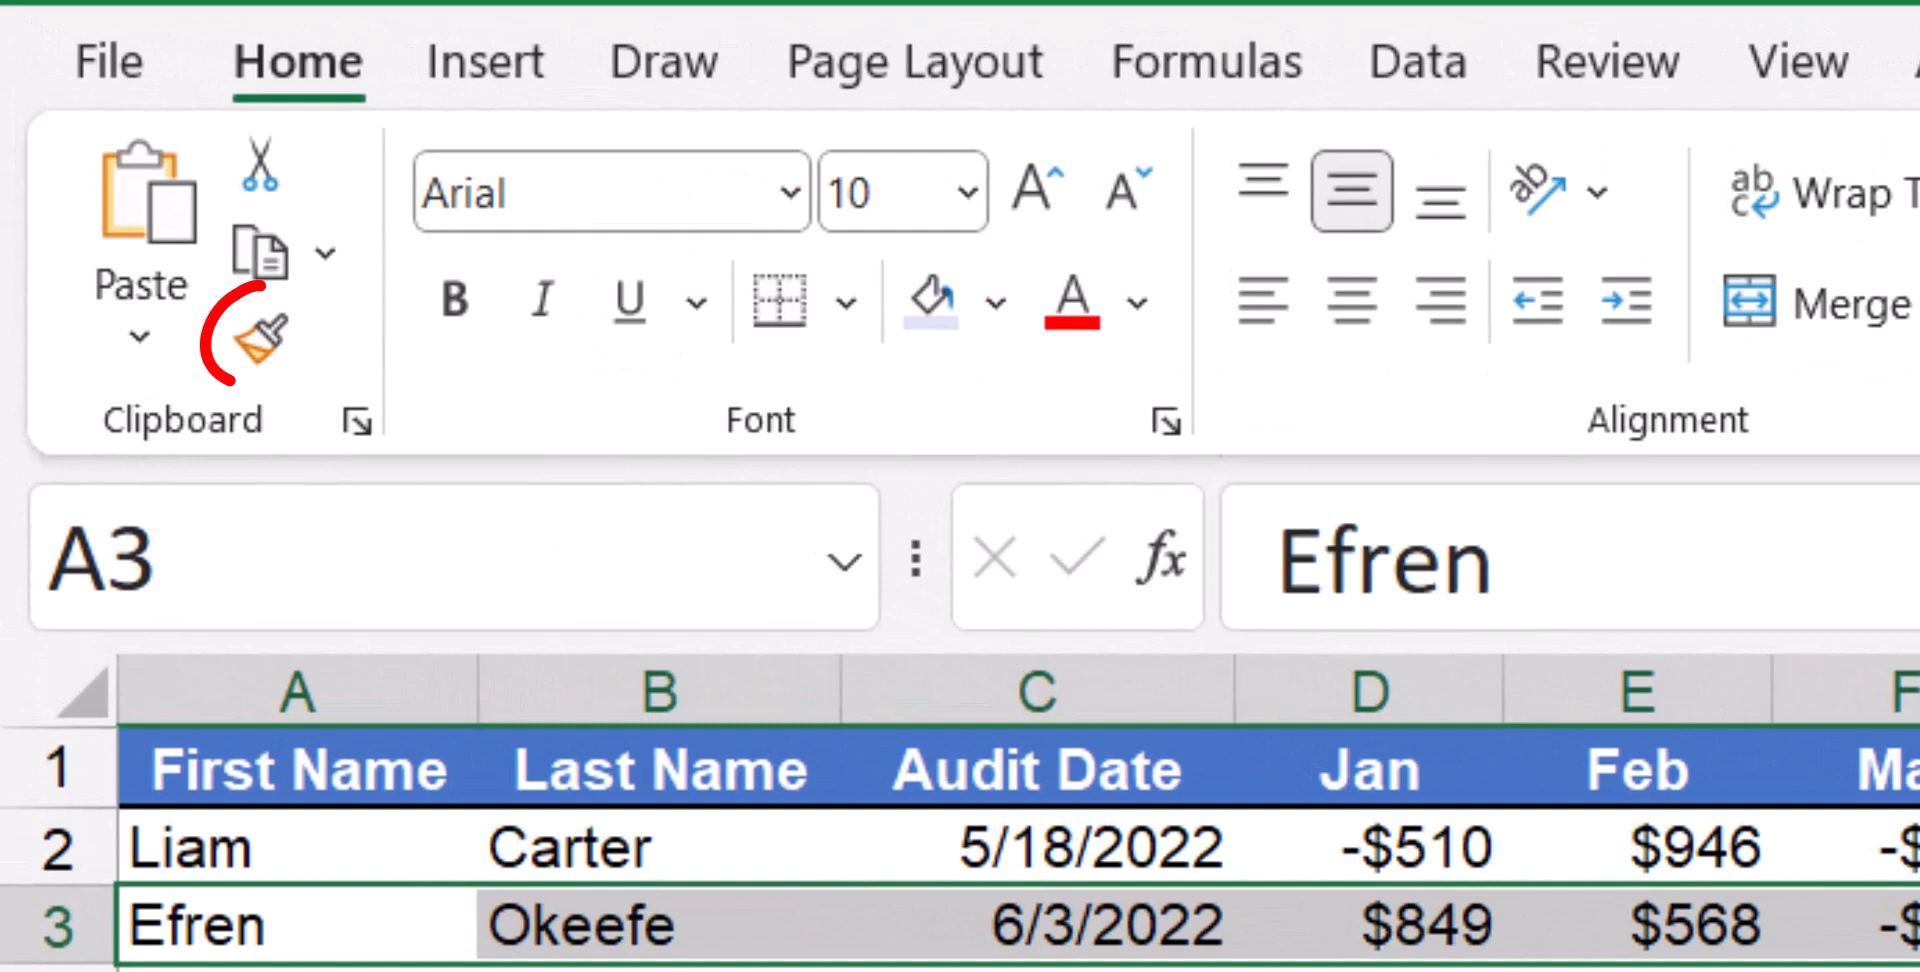 File Home Insert Draw Page Layout Formulas Data Review View
Arial 10 Wrap
Paste B I U Merge
Clipboard Font Alignment
A3 fx Efren
A B C D E F
1 First Name Last Name Audit Date Jan Feb
2 Liam Carter 5/18/2022 -$510 $946
3 Efren Okeefe 6/3/2022 $849 $568